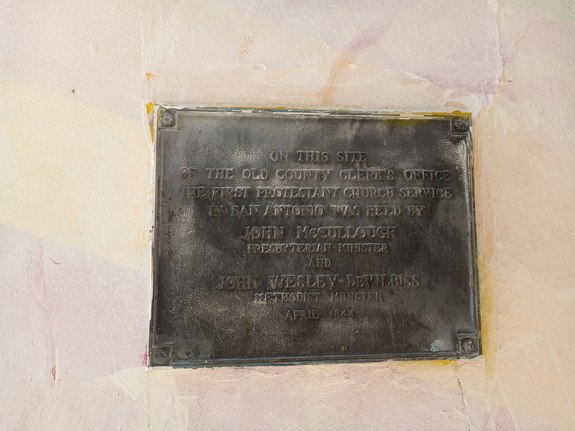 ON THIS SITE
OF THE OLD COUNTY CLERK'S OFFICE
THE FIRST PROTESTANT CHURCH SERVICE
IN SAN ANTONIO WAS HELD BY
JOHN McCULLOUGH
PRESBYTERIAN MINISTER
AND
JOHN WESLEY DEVILBISS
METHODIST MINISTER
APRIL 1844